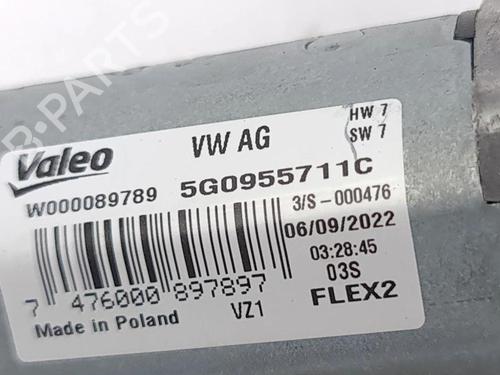 HW 7
SW 7
Valeo
VW AG
W000089789
5G0955711C
3/S-000476
06/09/2022
03:28:45
03S
7 476000 897897
VZ1
FLEX2
Made in Poland